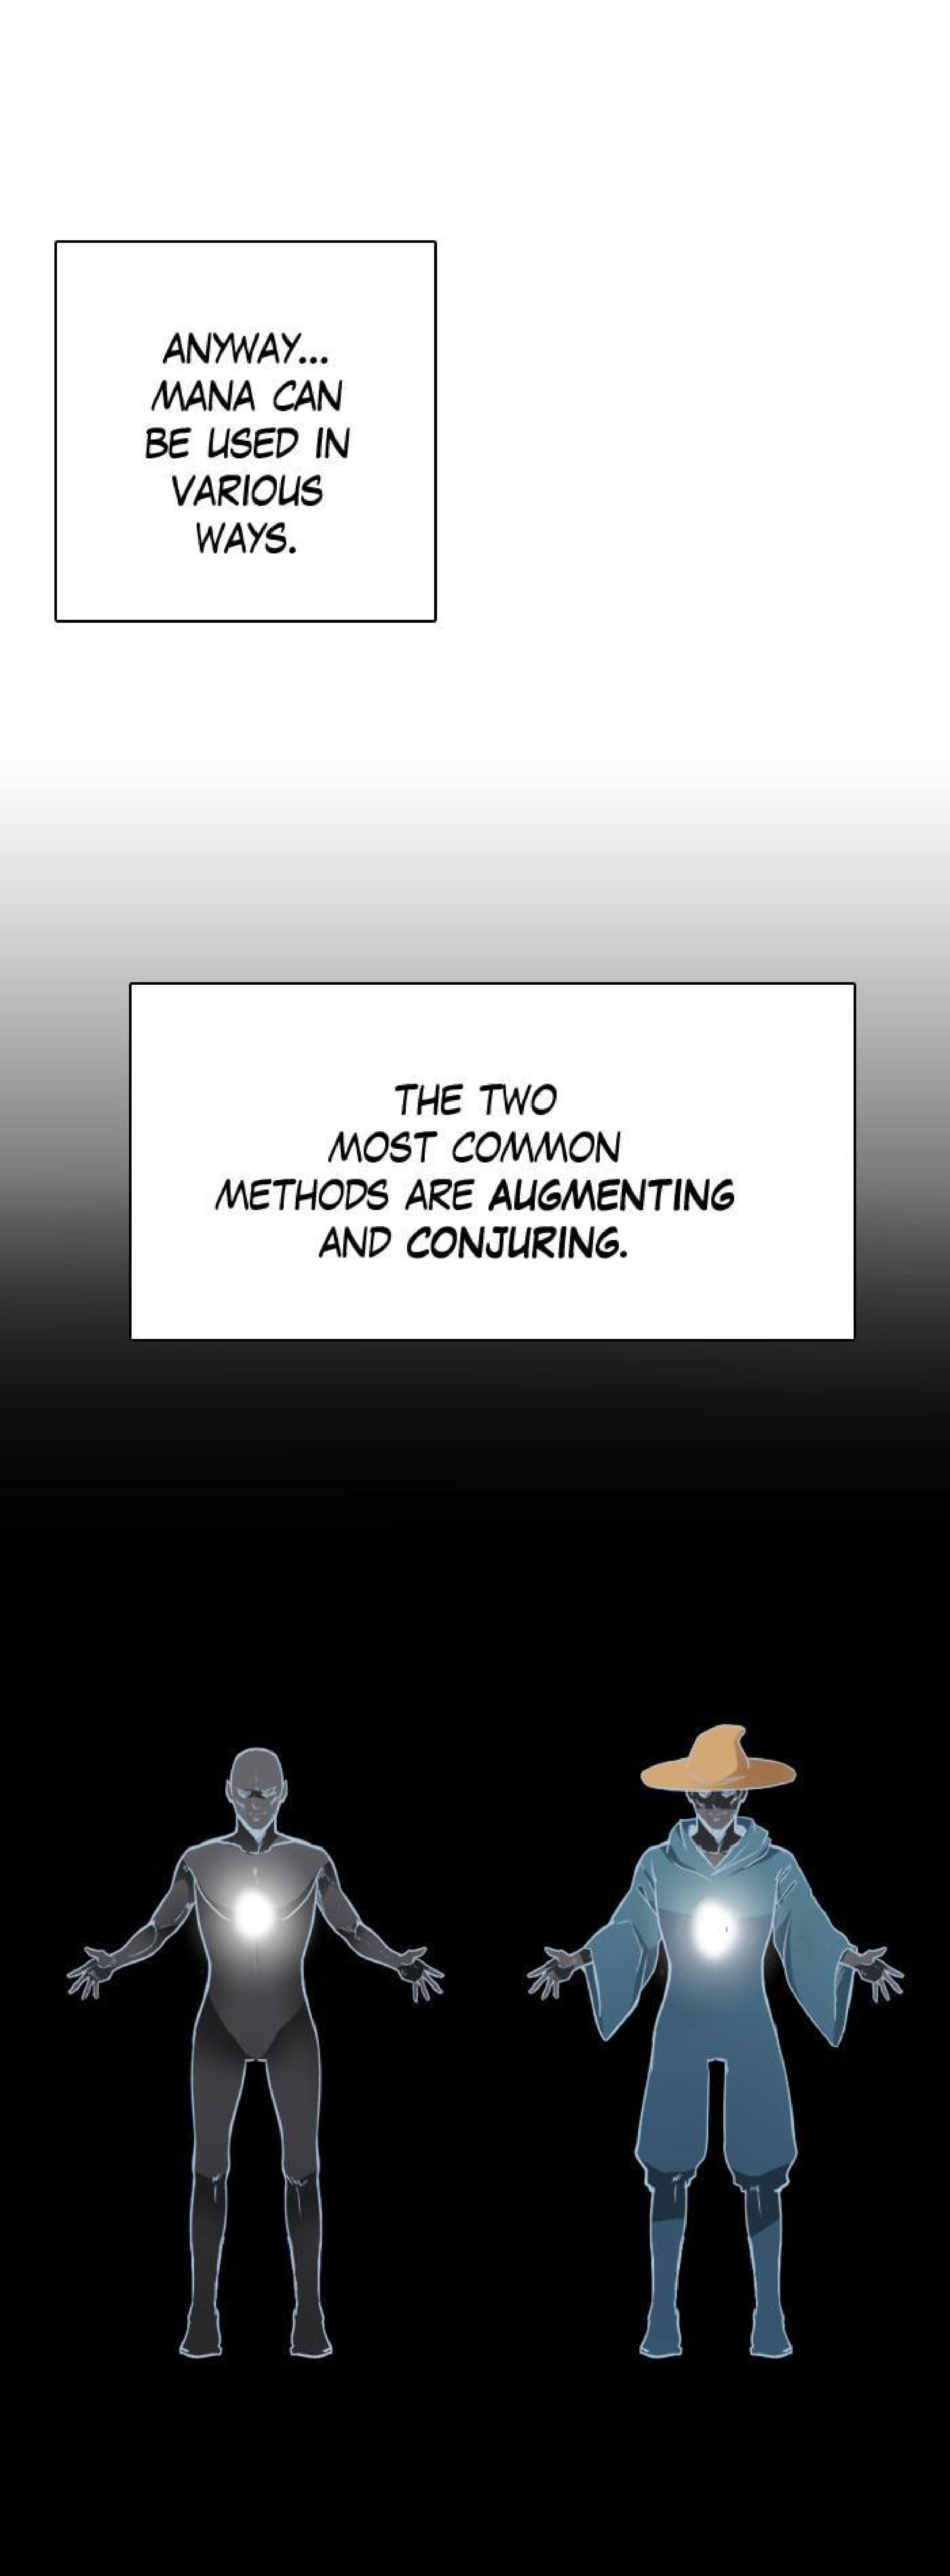 ANYWAY...
MANA CAN
BE USED IN
VARIOUS
WAYS.
THE TWO
MOST COMMON
METHODS ARE AUGMENTING
AND CONJURING.